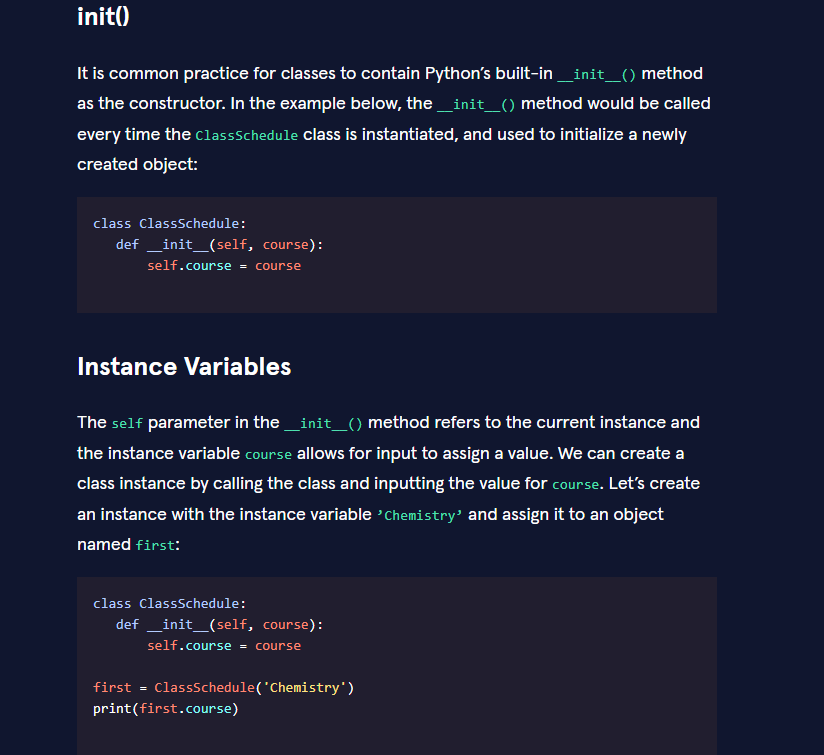 init()
It is common practice for classes to contain Python’s built-in __init__() method
as the constructor. In the example below, the __init__() method would be called
every time the ClassSchedule class is instantiated, and used to initialize a newly
created object:
class ClassSchedule:
   def __init__(self, course):
       self.course = course
Instance Variables
The self parameter in the __init__() method refers to the current instance and
the instance variable course allows for input to assign a value. We can create a
class instance by calling the class and inputting the value for course. Let’s create
an instance with the instance variable ’Chemistry’ and assign it to an object
named first:
class ClassSchedule:
   def __init__(self, course):
       self.course = course
first = ClassSchedule('Chemistry')
print(first.course)